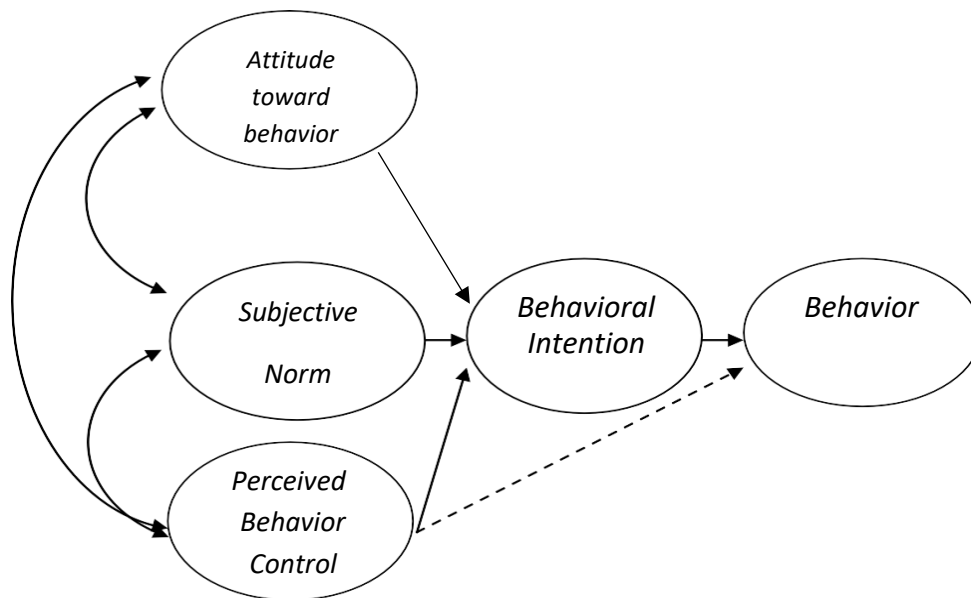 Attitude
toward
behavior
Subjective
Norm
Behavioral
Intention
Behavior
Perceived
Behavior
Control